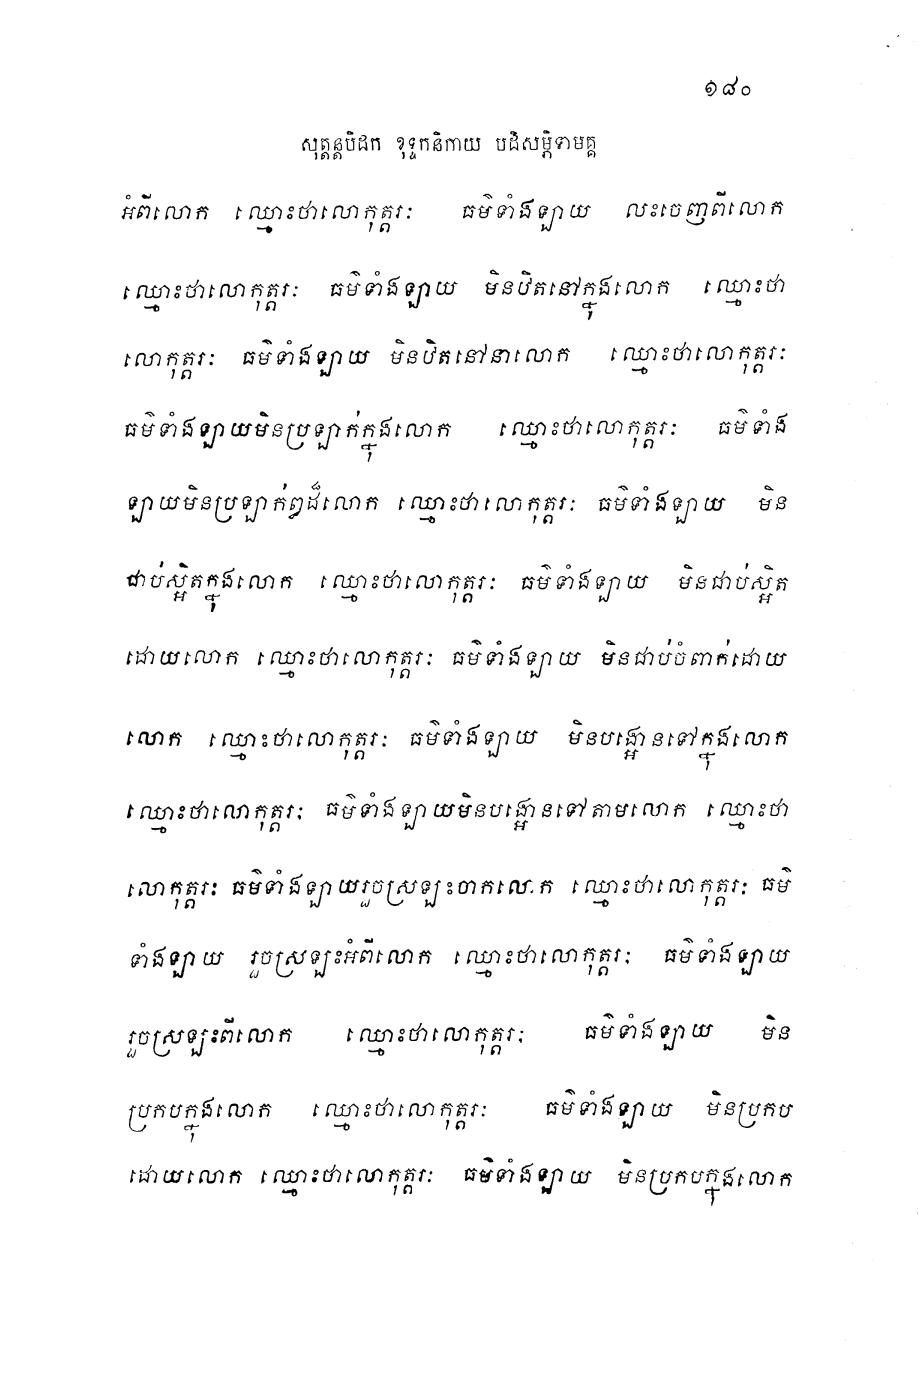 ១៨០
សុត្តន្តបិដក ខុទ្ទកនិកាយ បដិសម្ភិទាមគ្គ
អំពីលោក ឈ្មោះថាលោកុត្តរៈ ធម៌ទាំងឡាយ លះចេញពីលោក
ឈ្មោះថាលោកុត្តរៈ ធម៌ទាំងឡាយ មិនឋិតនៅក្នុងលោក ឈ្មោះថា
លោកុត្តរៈ ធម៌ទាំងឡាយ មិនឋិតនៅនាលោក ឈ្មោះថាលោកុត្តរៈ
ធម៌ទាំងឡាយមិនប្រឡាក់ក្នុងលោក ឈ្មោះថាលោកុត្តរៈ ធម៌ទាំង
ឡាយមិនប្រឡាក់ឰដ៏លោក ឈ្មោះថាលោកុត្តរៈ ធម៌ទាំងឡាយ មិន
ជាប់ស្អិតក្នុងលោក ឈ្មោះថាលោកុត្តរៈ ធម៌ទាំងឡាយ មិនជាប់ស្អិត
ដោយលោក ឈ្មោះថាលោកុត្តរៈ ធម៌ទាំងឡាយ មិនជាប់ចំពាក់ដោយ
លោក ឈ្មោះថាលោកុត្តរៈ ធម៌ទាំងឡាយ មិនបង្អោនទៅក្នុងលោក
ឈ្មោះថាលោកុត្តរៈ ធម៌ទាំងឡាយមិនបង្អោនទៅតាមលោក ឈ្មោះថា
លោកុត្តរៈ ធម៌ទាំងឡាយរួចស្រឡះចាកលោក ឈ្មោះថាលោកុត្តរៈ ធម៌
ទាំងឡាយ រួចស្រឡះអំពីលោក ឈ្មោះថាលោកុត្តរៈ ធម៌ទាំងឡាយ
រួចស្រឡះពីលោក ឈ្មោះថាលោកុត្តរៈ ធម៌ទាំងឡាយ មិន
ប្រកបក្នុងលោក ឈ្មោះថាលោកុត្តរៈ ធម៌ទាំងឡាយ មិនប្រកប
ដោយលោក ឈ្មោះថាលោកុត្តរៈ ធម៌ទាំងឡាយ មិនប្រកបក្នុងលោក